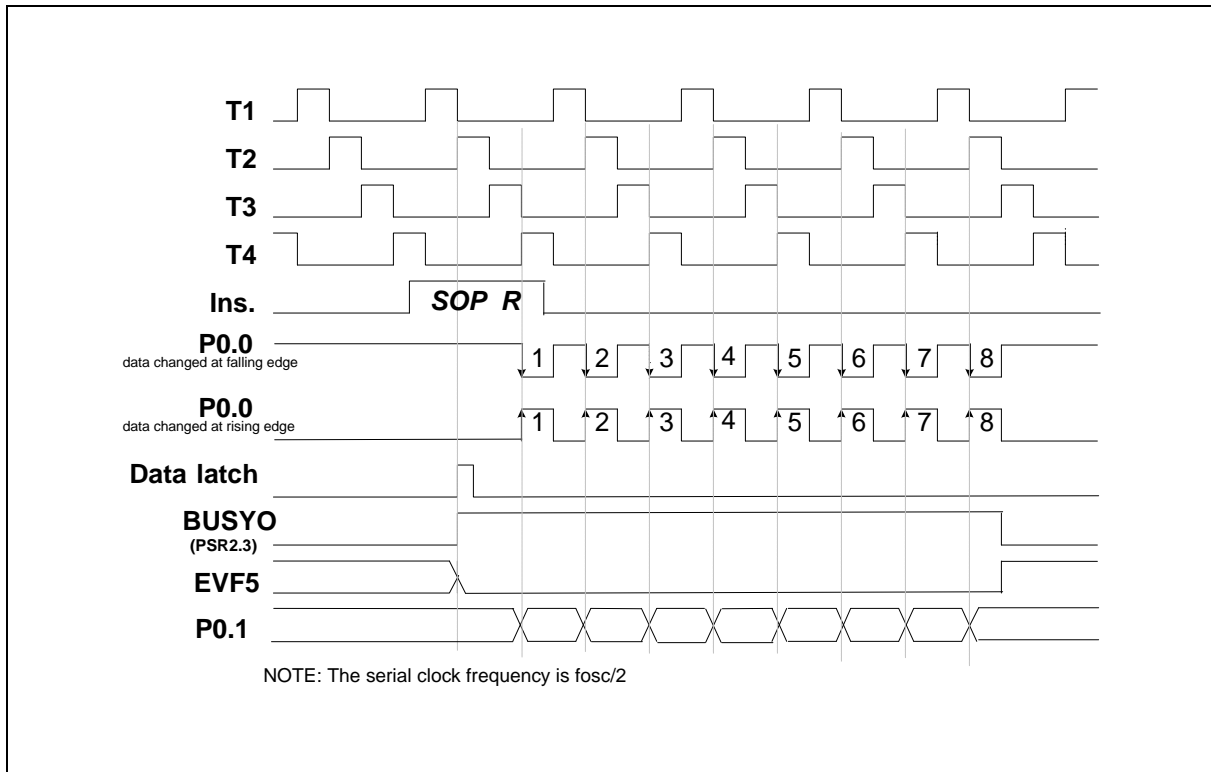 T1
T2
T3
T4
Ins.
SOP R
P0.0
data changed at falling edge
1 2 3 4 5 6 7 8
P0.0
data changed at rising edge
1 2 3 4 5 6 7 8
Data latch
BUSYO
(PSR2.3)
EVF5
P0.1
NOTE: The serial clock frequency is fosc/2